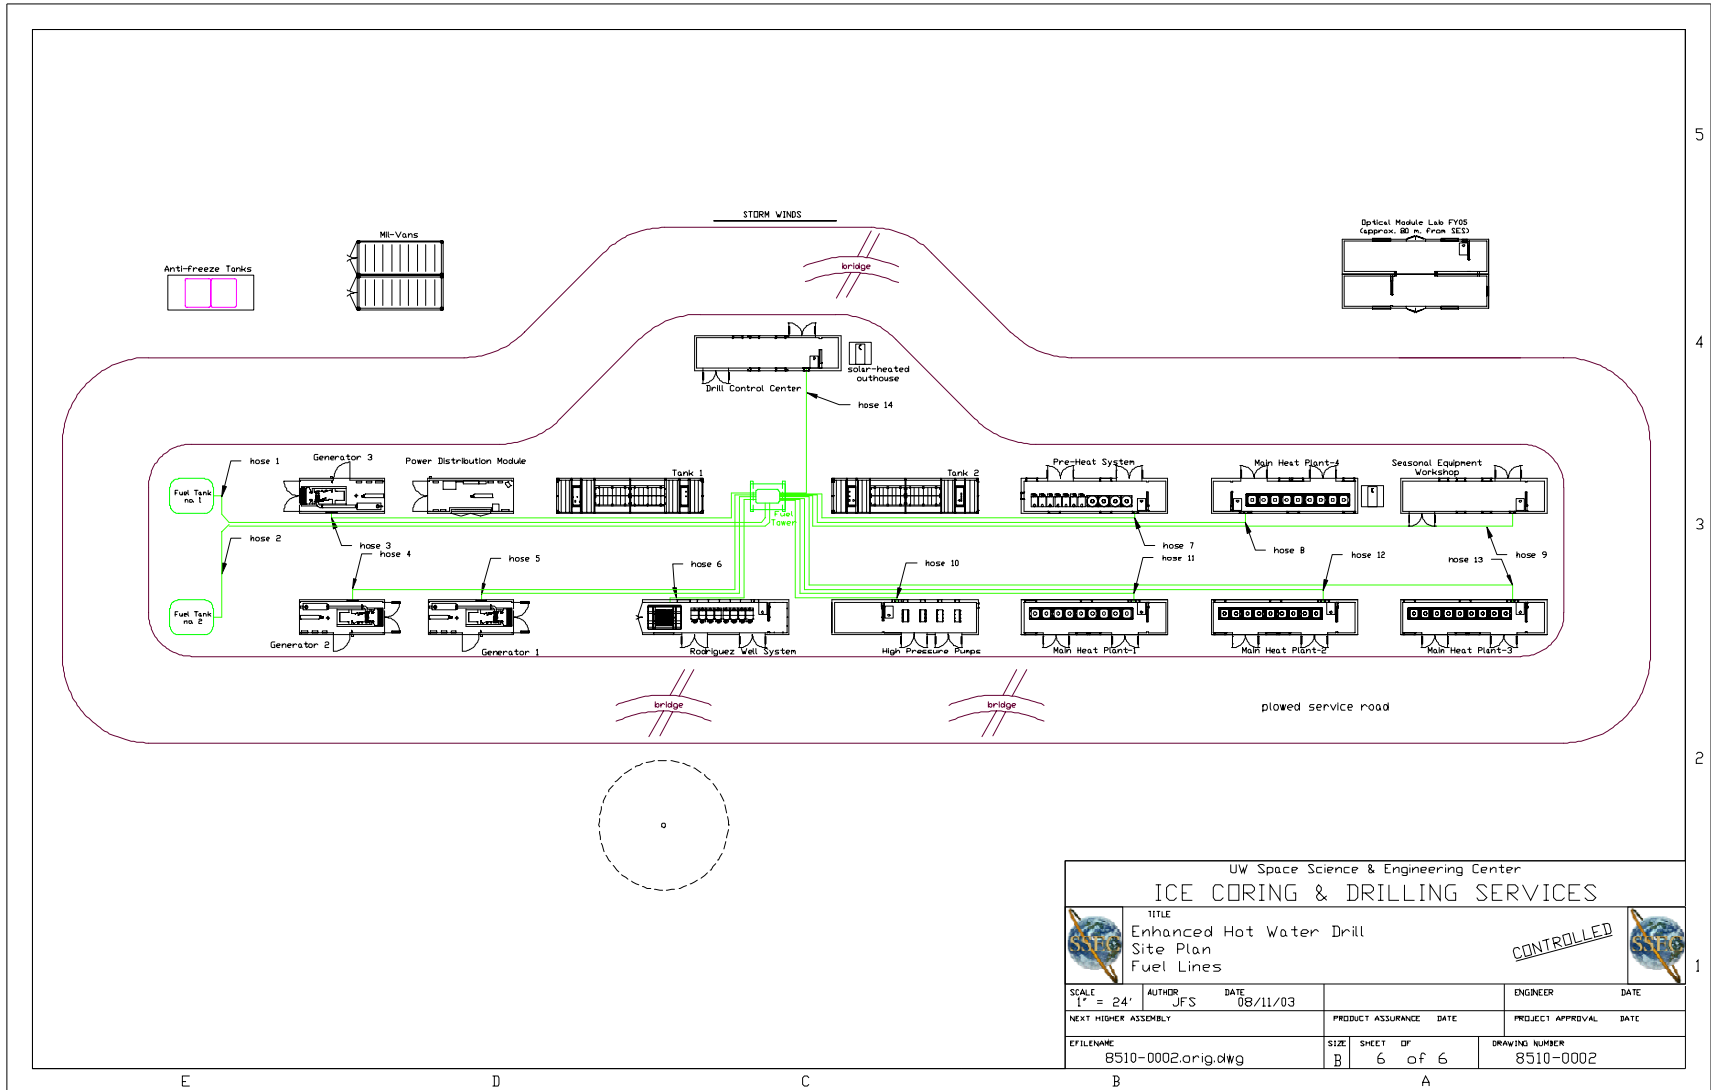 5
STORM WINDS
Optical Module Lab FY05
(approx. 80 m. from SES)
Mil-Vans
bridge
Anti-freeze Tanks
4
solar-heated
outhouse
Drill Control Center
hose 14
hose 1
Generator 3
Power Distribution Module
Tank 1
Tank 2
Pre-Heat System
Main Heat Plant-4
Seasonal Equipment
Workshop
Fuel Tank
no. 1
Fuel
Tower
3
hose 2
hose 3
hose 4
hose 5
hose 6
hose 10
hose 7
hose 11
hose 8
hose 12
hose 13
hose 9
Fuel Tank
no. 2
Generator 2
Generator 1
Rodriguez Well System
High Pressure Pumps
Main Heat Plant-1
Main Heat Plant-2
Main Heat Plant-3
bridge
bridge
plowed service road
2
UW Space Science & Engineering Center
ICE CORING & DRILLING SERVICES
SSEC
TITLE
Enhanced Hot Water Drill
Site Plan
Fuel Lines
CONTROLLED
SSEC
1
SCALE
1" = 24'
AUTHOR
JFS
DATE
08/11/03
ENGINEER DATE
NEXT HIGHER ASSEMBLY
PRODUCT ASSURANCE DATE
PROJECT APPROVAL DATE
EFILENAME
8510-0002.orig.dwg
SIZE
B
SHEET OF
6 of 6
DRAWING NUMBER
8510-0002
E D C B A